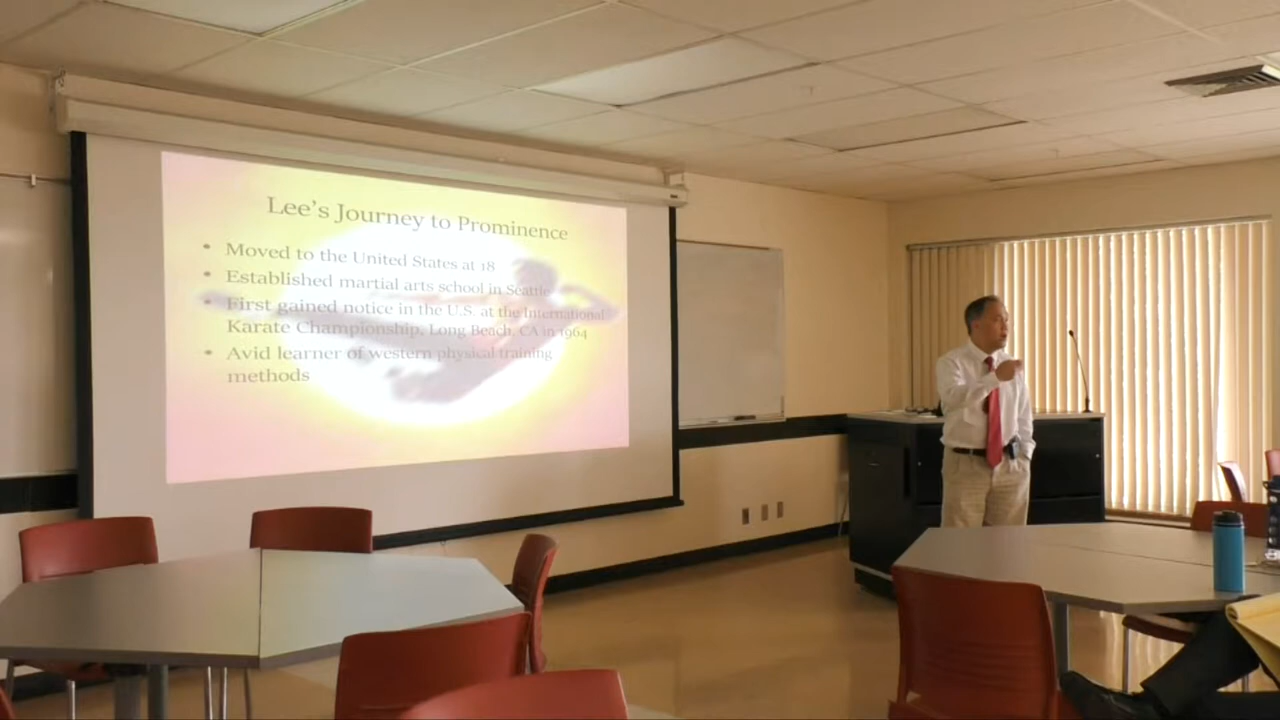 Lee's Journey to Prominence
• Moved to the United States at 18
• Established martial arts school in Seattle
• First gained notice in the U.S. at the International
Karate Championship, Long Beach, CA in 1964
• Avid learner of western physical training
methods